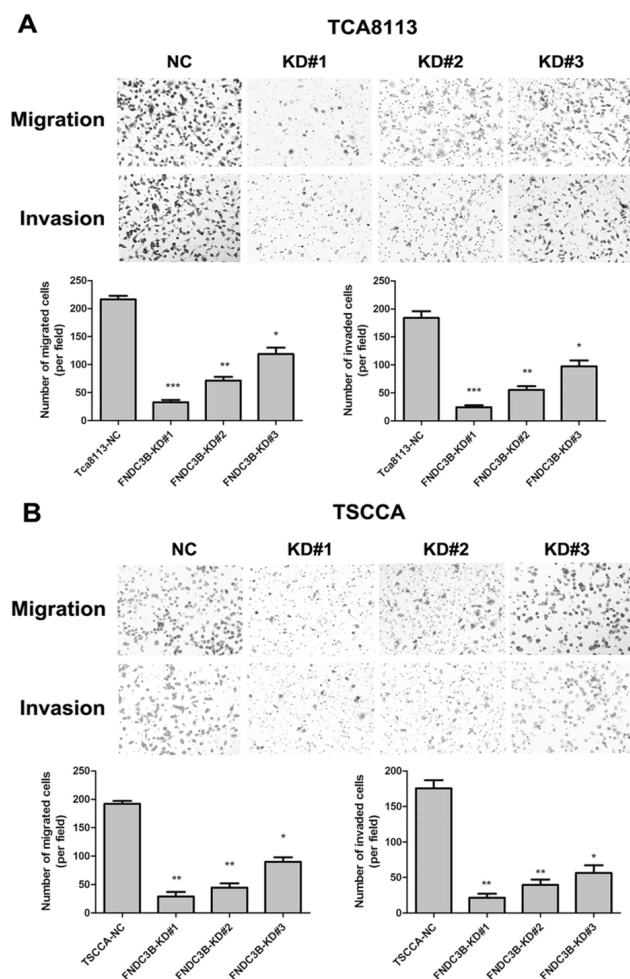 A
TCA8113
NC KD#1 KD#2 KD#3
Migration
Invasion
Number of migrated cells
(per field)
250
200
150
100
50
0
***
**
*
Tca8113-NC
FNDC3B-KD#1
FNDC3B-KD#2
FNDC3B-KD#3
Number of invaded cells
(per field)
250
200
150
100
50
0
***
**
*
Tca8113-NC
FNDC3B-KD#1
FNDC3B-KD#2
FNDC3B-KD#3
B
TSCCA
NC KD#1 KD#2 KD#3
Migration
Invasion
Number of migrated cells
(per field)
250
200
150
100
50
0
**
**
*
TSCCA-NC
FNDC3B-KD#1
FNDC3B-KD#2
FNDC3B-KD#3
Number of invaded cells
(per field)
200
150
100
50
0
**
**
*
TSCCA-NC
FNDC3B-KD#1
FNDC3B-KD#2
FNDC3B-KD#3